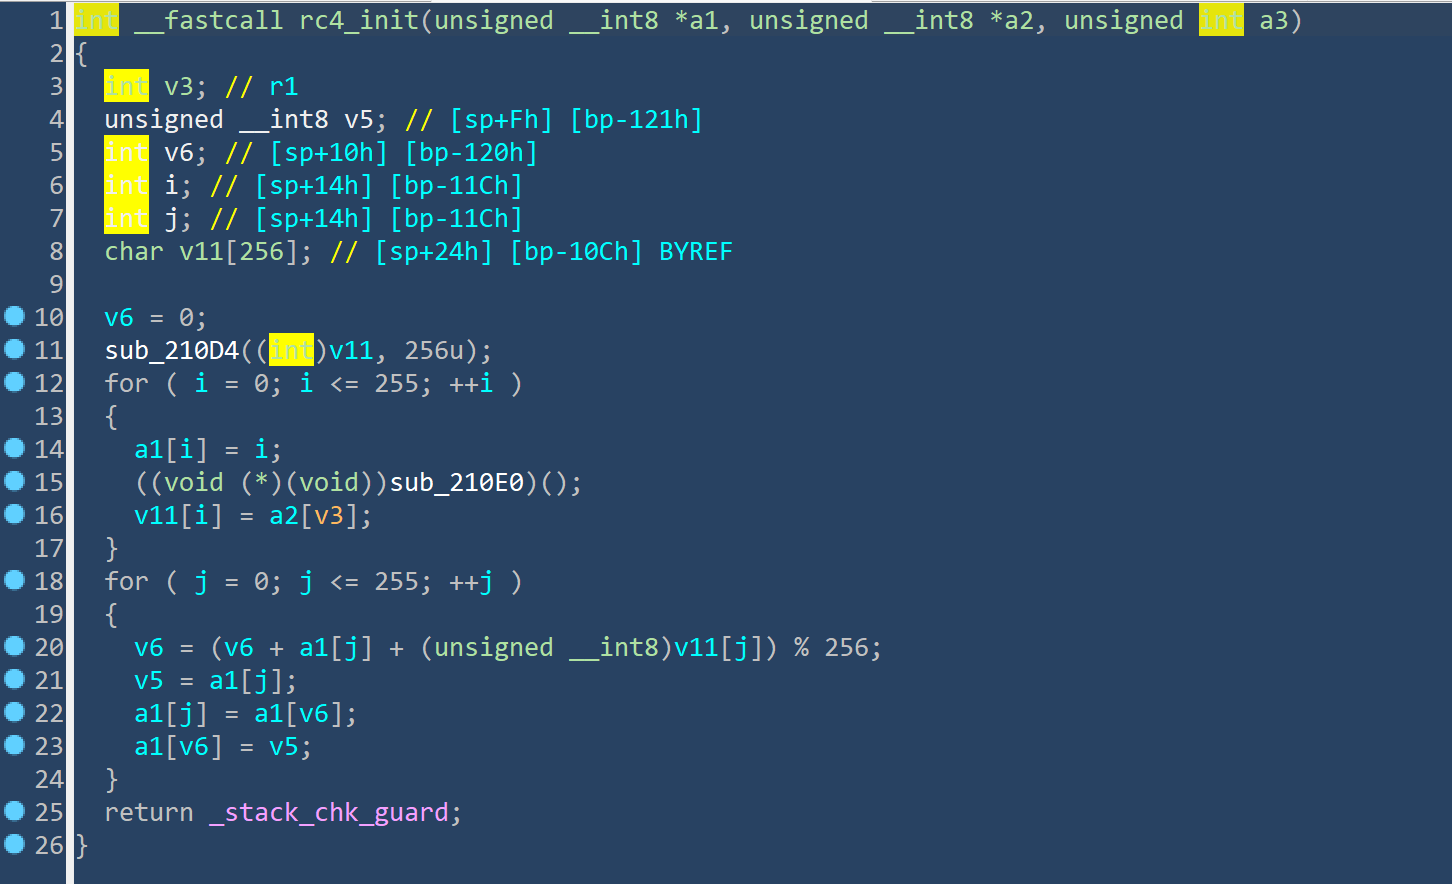 1 int __fastcall rc4_init(unsigned __int8 *a1, unsigned __int8 *a2, unsigned int a3)
2 {
3   int v3; // r1
4   unsigned __int8 v5; // [sp+Fh] [bp-121h]
5   int v6; // [sp+10h] [bp-120h]
6   int i; // [sp+14h] [bp-11Ch]
7   int j; // [sp+14h] [bp-11Ch]
8   char v11[256]; // [sp+24h] [bp-10Ch] BYREF
9
10   v6 = 0;
11   sub_210D4((int)v11, 256u);
12   for ( i = 0; i <= 255; ++i )
13   {
14     a1[i] = i;
15     ((void (*)(void))sub_210E0)();
16     v11[i] = a2[v3];
17   }
18   for ( j = 0; j <= 255; ++j )
19   {
20     v6 = (v6 + a1[j] + (unsigned __int8)v11[j]) % 256;
21     v5 = a1[j];
22     a1[j] = a1[v6];
23     a1[v6] = v5;
24   }
25   return _stack_chk_guard;
26 }